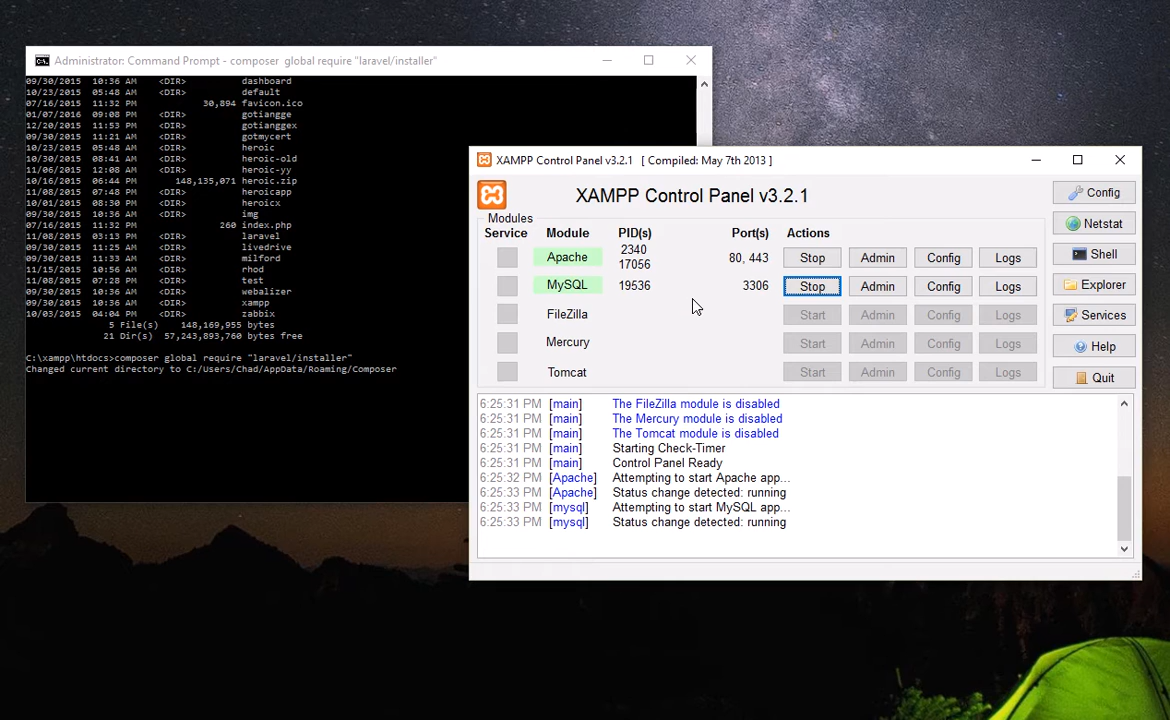 Administrator: Command Prompt - composer  global require "laravel/installer"
09/30/2015  10:36 AM    <DIR>          dashboard
10/23/2015  05:48 AM    <DIR>          default
07/16/2015  11:32 PM            30,894 favicon.ico
01/07/2016  09:08 PM    <DIR>          gotiangge
12/20/2015  11:53 PM    <DIR>          gotianggex
09/30/2015  11:21 AM    <DIR>          gotmycert
10/23/2015  05:48 AM    <DIR>          heroic
10/30/2015  08:41 AM    <DIR>          heroic-old
11/06/2015  12:08 AM    <DIR>          heroic-yy
10/16/2015  06:44 PM       148,135,071 heroic.zip
11/08/2015  07:48 PM    <DIR>          heroicapp
10/01/2015  08:30 PM    <DIR>          heroicx
09/30/2015  10:36 AM    <DIR>          img
07/16/2015  11:32 PM               260 index.php
11/08/2015  03:13 PM    <DIR>          laravel
09/30/2015  11:25 AM    <DIR>          livedrive
09/30/2015  11:33 AM    <DIR>          milford
11/15/2015  10:56 AM    <DIR>          rhod
11/08/2015  07:28 PM    <DIR>          test
09/30/2015  10:36 AM    <DIR>          webalizer
09/30/2015  10:36 AM    <DIR>          xampp
10/03/2015  04:04 PM    <DIR>          zabbix
5 File(s)    148,169,955 bytes
21 Dir(s)  57,243,893,760 bytes free
C:\xampp\htdocs>composer global require "laravel/installer"
Changed current directory to C:/Users/Chad/AppData/Roaming/Composer
XAMPP Control Panel v3.2.1   [ Compiled: May 7th 2013 ]
XAMPP Control Panel v3.2.1
Config
Modules
Service Module PID(s) Port(s) Actions
Netstat
Apache 2340 17056 80, 443 Stop Admin Config Logs
Shell
MySQL 19536 3306 Stop Admin Config Logs
Explorer
FileZilla Start Admin Config Logs
Services
Mercury Start Admin Config Logs
Help
Tomcat Start Admin Config Logs
Quit
6:25:31 PM [main] The FileZilla module is disabled
6:25:31 PM [main] The Mercury module is disabled
6:25:31 PM [main] The Tomcat module is disabled
6:25:31 PM [main] Starting Check-Timer
6:25:31 PM [main] Control Panel Ready
6:25:32 PM [Apache] Attempting to start Apache app...
6:25:33 PM [Apache] Status change detected: running
6:25:33 PM [mysql] Attempting to start MySQL app...
6:25:33 PM [mysql] Status change detected: running